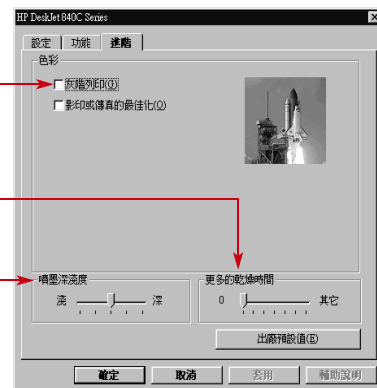 HP DeskJet 840C Series
設定 功能 進階
色彩
灰階列印(I)
影印或傳真的最佳化(O)
噴墨深淺度
淺 深
更多的乾燥時間
0 其它
出廠預設值(E)
確定 取消 套用 輔助說明